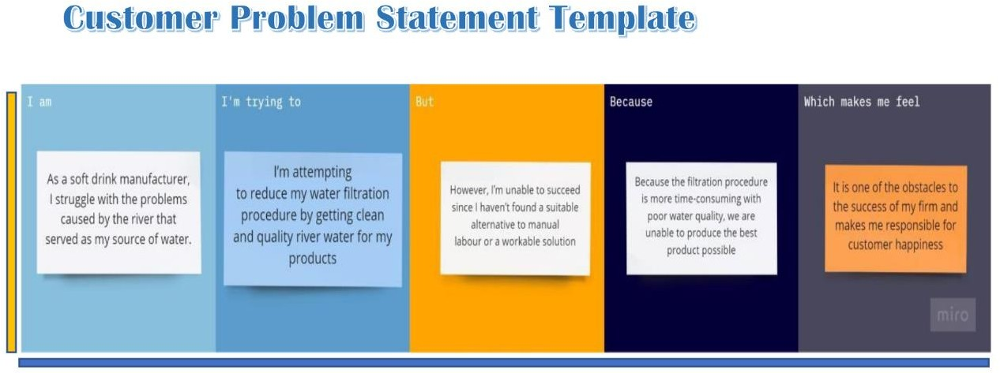 Customer Problem Statement Template
I am
As a soft drink manufacturer,
I struggle with the problems
caused by the river that
served as my source of water.
I'm trying to
I'm attempting
to reduce my water filtration
procedure by getting clean
and quality river water for my
products
But
However, I'm unable to succeed
since I haven't found a suitable
alternative to manual
labour or a workable solution
Because
Because the filtration procedure
is more time-consuming with
poor water quality, we are
unable to produce the best
product possible
Which makes me feel
It is one of the obstacles to
the success of my firm and
makes me responsible for
customer happiness
miro